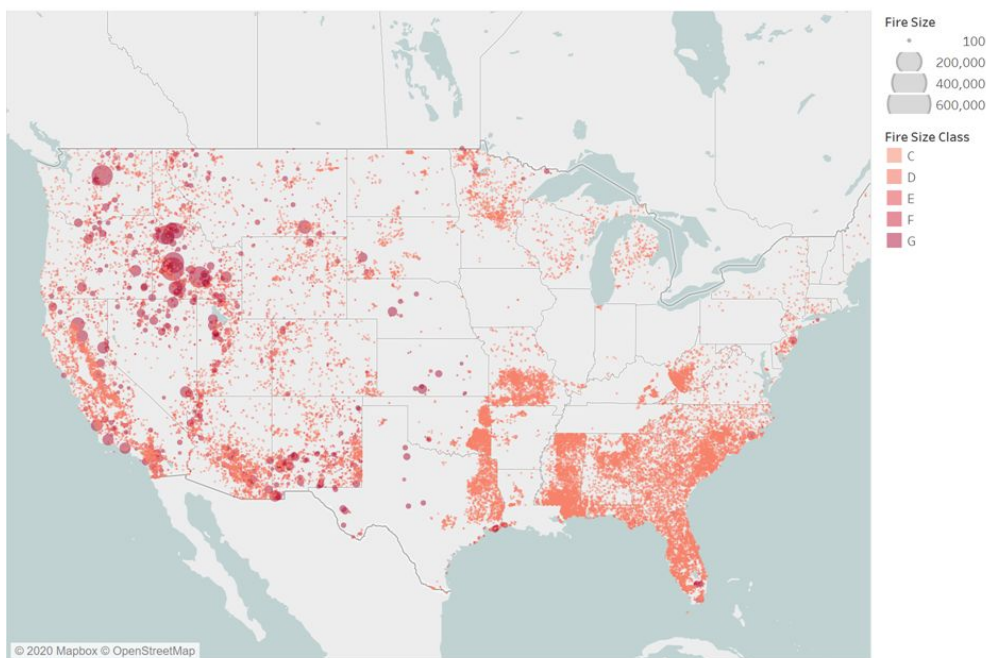 Fire Size
100
200,000
400,000
600,000
Fire Size Class
C
D
E
F
G
© 2020 Mapbox © OpenStreetMap